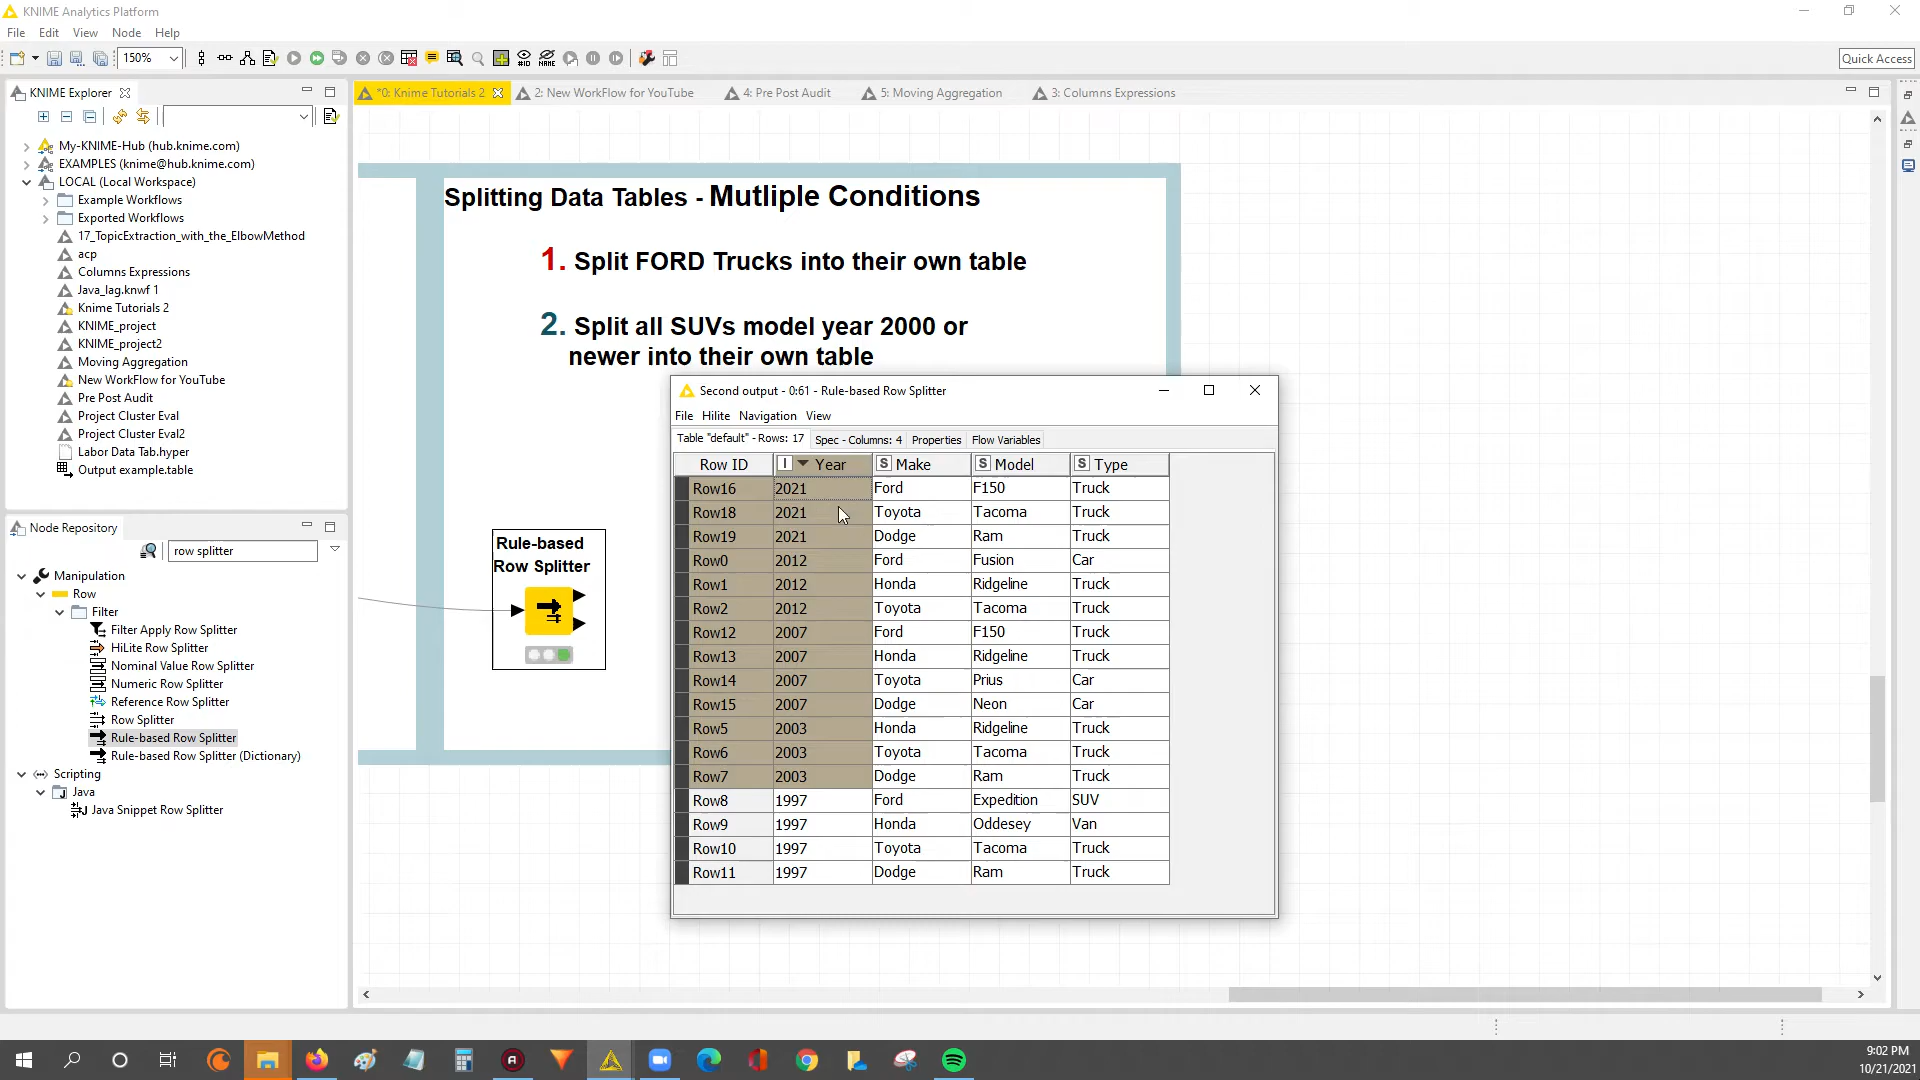 KNIME Analytics Platform
File Edit View Node Help
150%
Quick Access
KNIME Explorer
My-KNIME-Hub (hub.knime.com)
EXAMPLES (knime@hub.knime.com)
LOCAL (Local Workspace)
Example Workflows
Exported Workflows
17_TopicExtraction_with_the_ElbowMethod
acp
Columns Expressions
Java_lag.knwf 1
Knime Tutorials 2
KNIME_project
KNIME_project2
Moving Aggregation
New WorkFlow for YouTube
Pre Post Audit
Project Cluster Eval
Project Cluster Eval2
Labor Data Tab.hyper
Output example.table
Node Repository
row splitter
Manipulation
Row
Filter
Filter Apply Row Splitter
HiLite Row Splitter
Nominal Value Row Splitter
Numeric Row Splitter
Reference Row Splitter
Row Splitter
Rule-based Row Splitter
Rule-based Row Splitter (Dictionary)
Scripting
Java
Java Snippet Row Splitter
*0: Knime Tutorials 2 2: New WorkFlow for YouTube 4: Pre Post Audit 5: Moving Aggregation 3: Columns Expressions
Splitting Data Tables - Mutliple Conditions
1. Split FORD Trucks into their own table
2. Split all SUVs model year 2000 or
newer into their own table
Rule-based
Row Splitter
Second output - 0:61 - Rule-based Row Splitter
File Hilite Navigation View
Table "default" - Rows: 17 Spec - Columns: 4 Properties Flow Variables
Row ID I Year S Make S Model S Type
Row16 2021 Ford F150 Truck
Row18 2021 Toyota Tacoma Truck
Row19 2021 Dodge Ram Truck
Row0 2012 Ford Fusion Car
Row1 2012 Honda Ridgeline Truck
Row2 2012 Toyota Tacoma Truck
Row12 2007 Ford F150 Truck
Row13 2007 Honda Ridgeline Truck
Row14 2007 Toyota Prius Car
Row15 2007 Dodge Neon Car
Row5 2003 Honda Ridgeline Truck
Row6 2003 Toyota Tacoma Truck
Row7 2003 Dodge Ram Truck
Row8 1997 Ford Expedition SUV
Row9 1997 Honda Oddesey Van
Row10 1997 Toyota Tacoma Truck
Row11 1997 Dodge Ram Truck
9:02 PM
10/21/2021